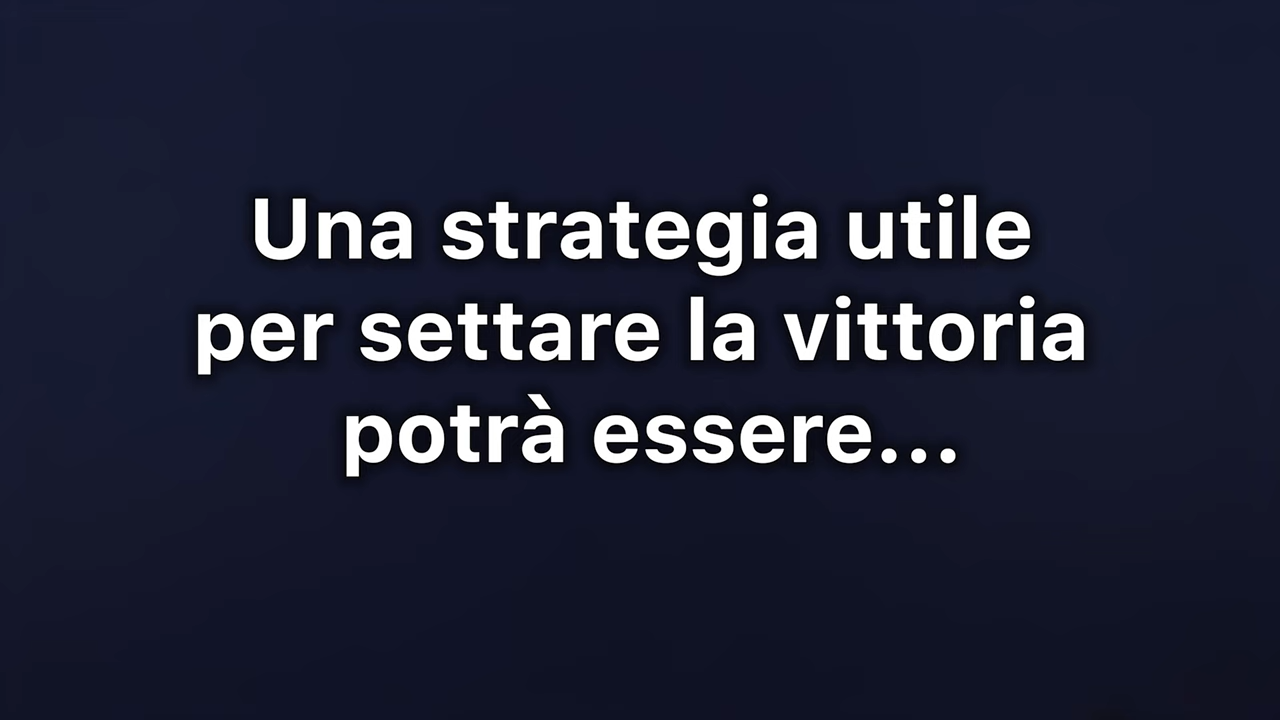 Una strategia utile
per settare la vittoria
potrà essere...